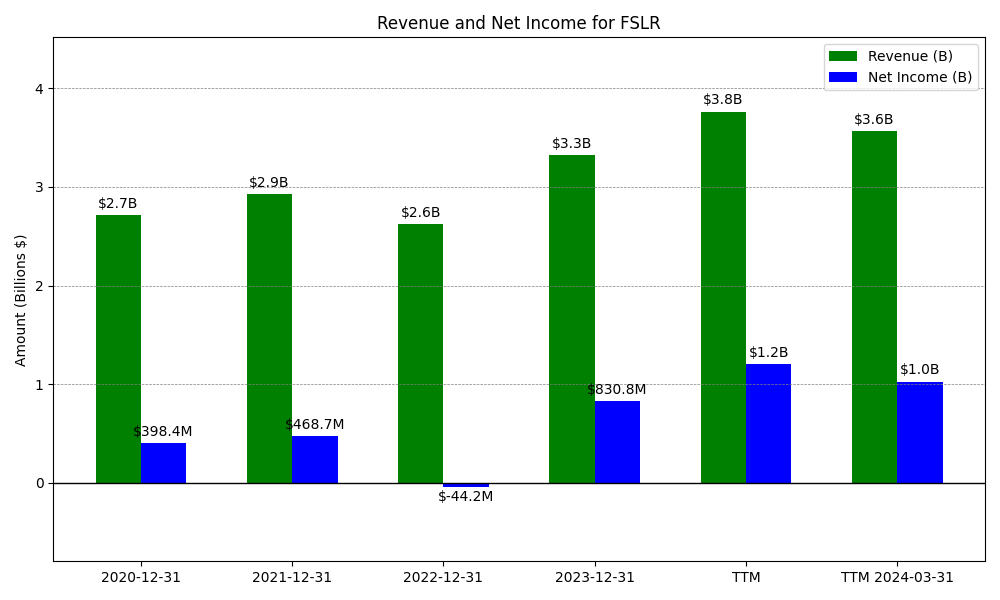 Revenue and Net Income for FSLR
Revenue (B)
Net Income (B)
Amount (Billions $)
4
3
2
1
0
$2.7B
$398.4M
$2.9B
$468.7M
$2.6B
$-44.2M
$3.3B
$830.8M
$3.8B
$1.2B
$3.6B
$1.0B
2020-12-31
2021-12-31
2022-12-31
2023-12-31
TTM
TTM 2024-03-31